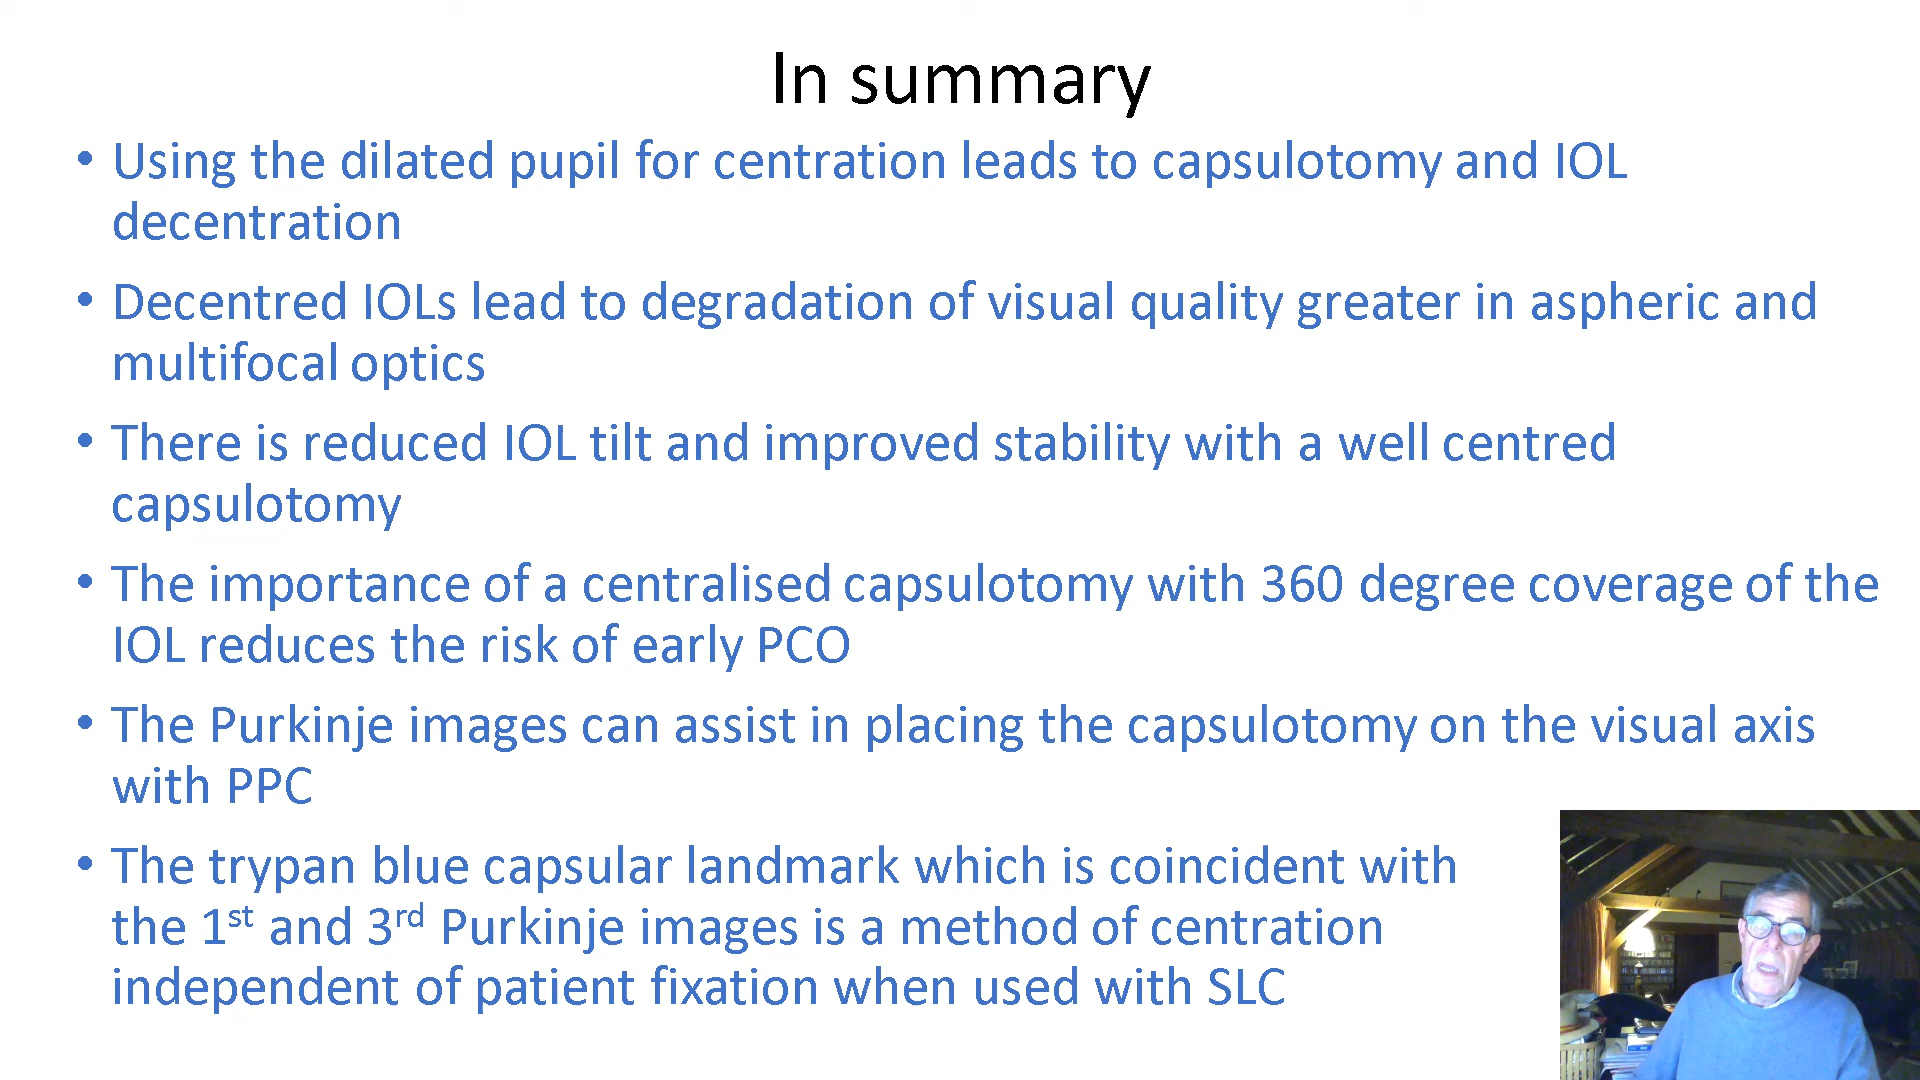 In summary
• Using the dilated pupil for centration leads to capsulotomy and IOL
decentration
• Decentred IOLs lead to degradation of visual quality greater in aspheric and
multifocal optics
• There is reduced IOL tilt and improved stability with a well centred
capsulotomy
• The importance of a centralised capsulotomy with 360 degree coverage of the
IOL reduces the risk of early PCO
• The Purkinje images can assist in placing the capsulotomy on the visual axis
with PPC
• The trypan blue capsular landmark which is coincident with
the 1st and 3rd Purkinje images is a method of centration
independent of patient fixation when used with SLC